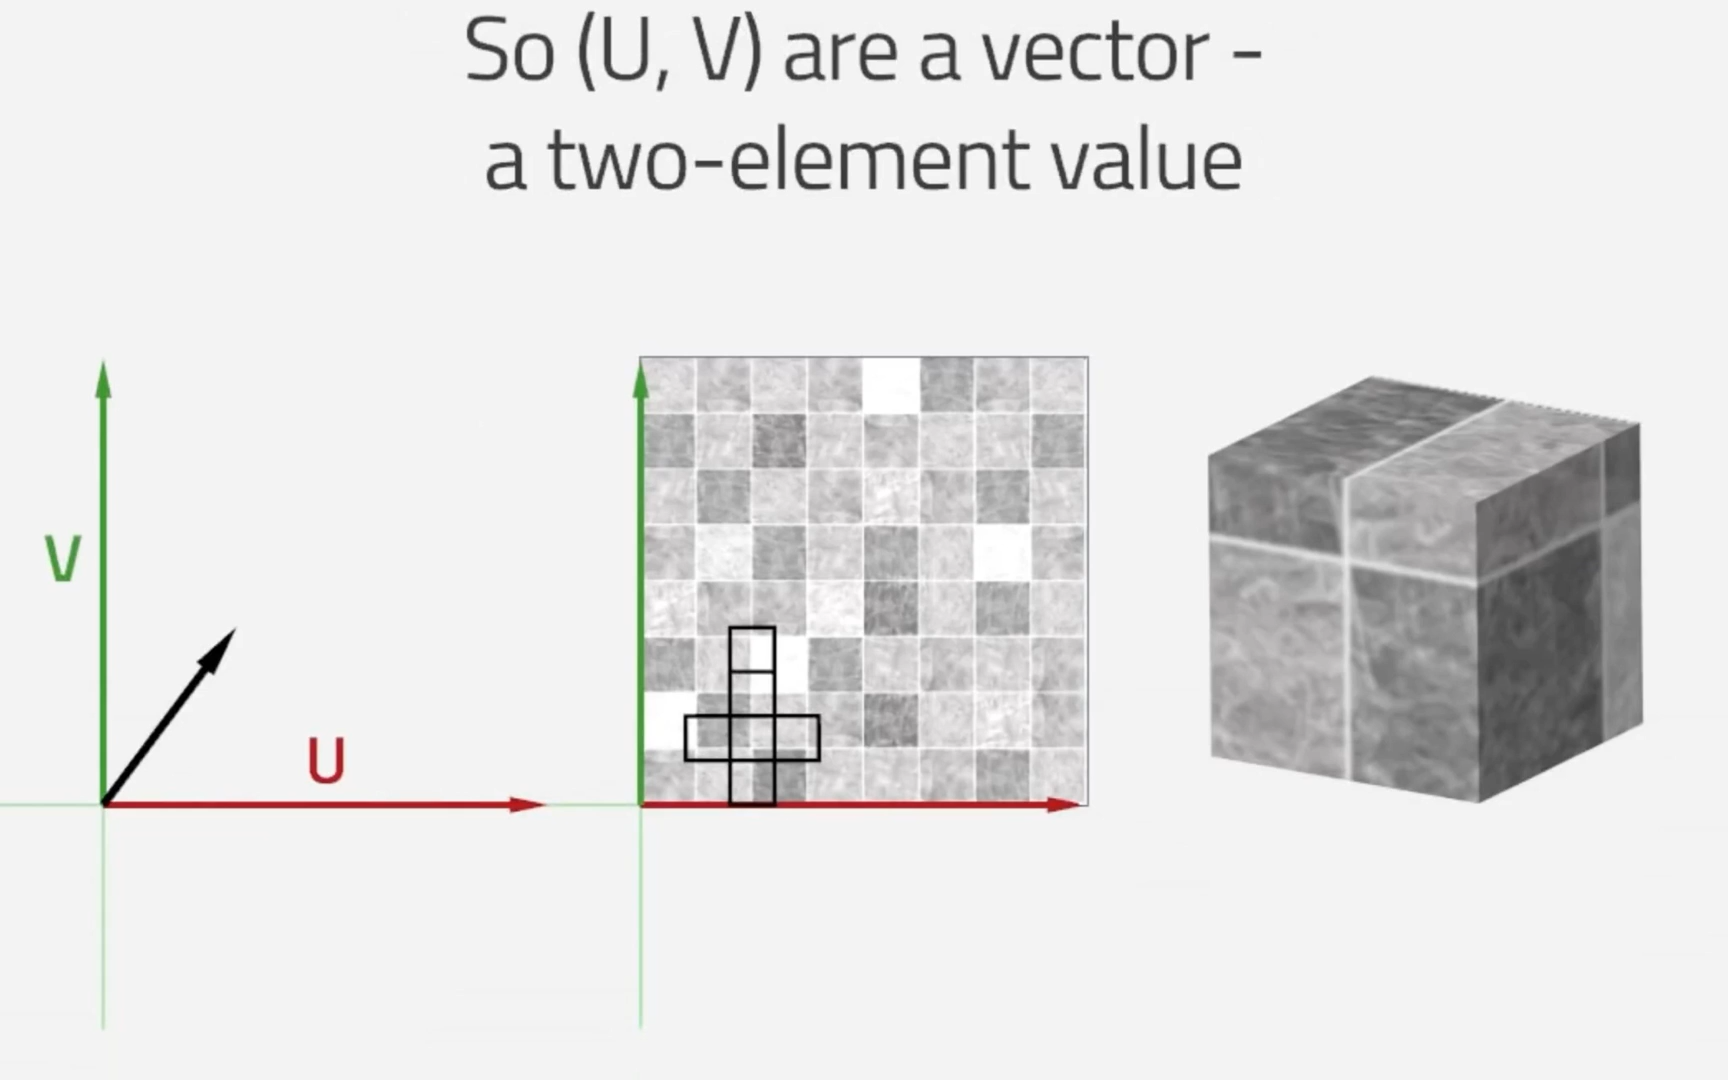 So (U, V) are a vector -
a two-element value
V
U